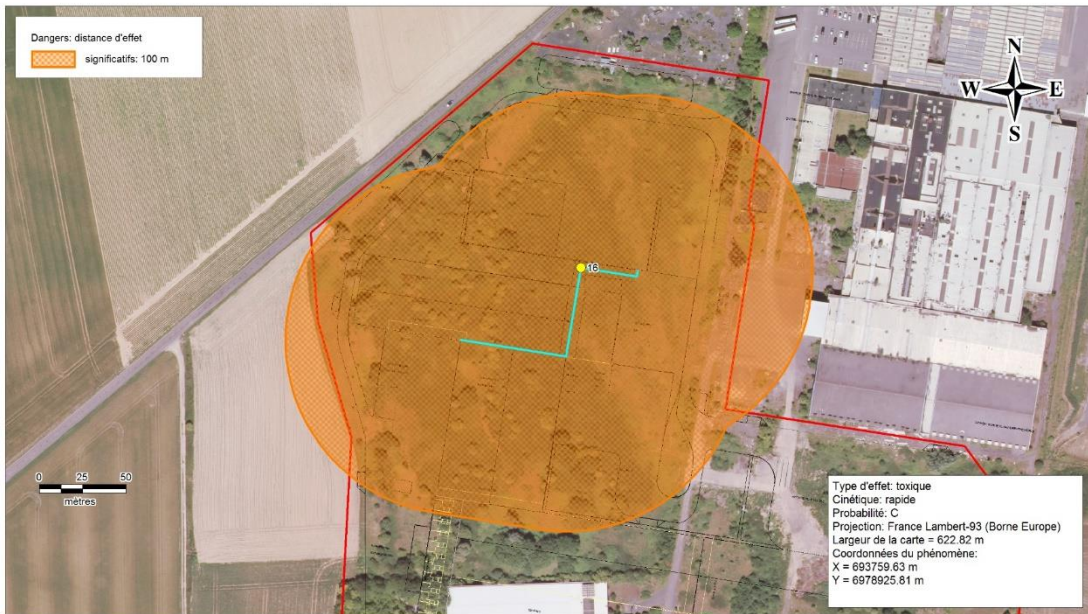 Dangers: distance d'effet
significatifs: 100 m
N
W E
S
16
0 25 50
mètres
Type d'effet: toxique
Cinétique: rapide
Probabilité: C
Projection: France Lambert-93 (Borne Europe)
Largeur de la carte = 622.82 m
Coordonnées du phénomène:
X = 693759.63 m
Y = 6978925.81 m